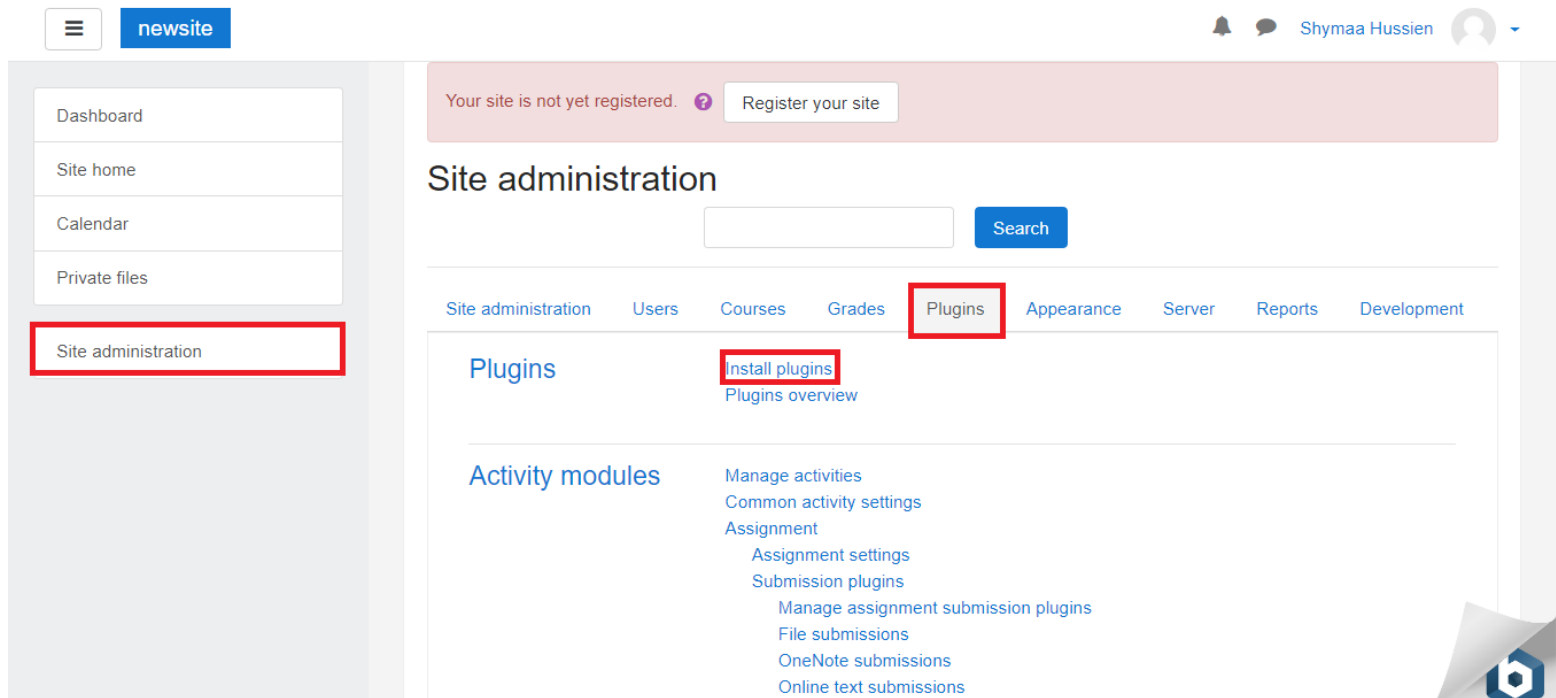 newsite
Shymaa Hussien
Dashboard
Site home
Calendar
Private files
Site administration
Your site is not yet registered.
Register your site
Site administration
Search
Site administration Users Courses Grades Plugins Appearance Server Reports Development
Plugins
Install plugins
Plugins overview
Activity modules
Manage activities
Common activity settings
Assignment
Assignment settings
Submission plugins
Manage assignment submission plugins
File submissions
OneNote submissions
Online text submissions